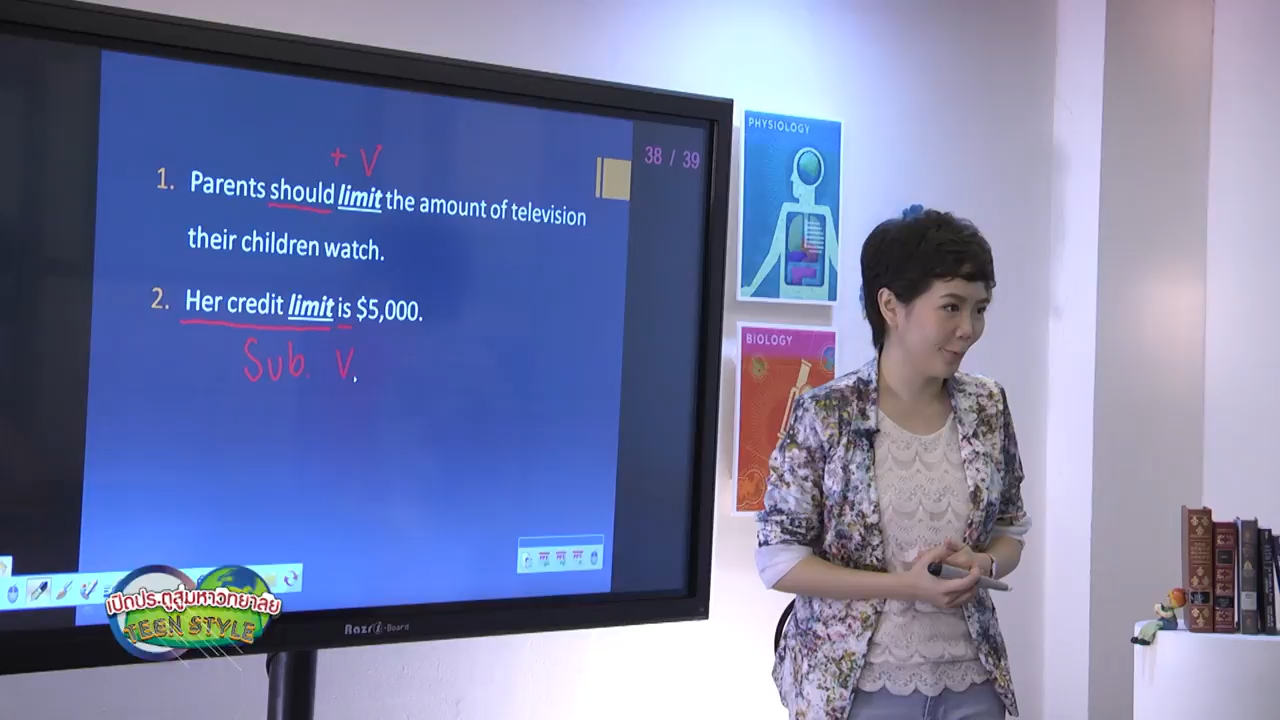 + V
1. Parents should limit the amount of television
their children watch.
2. Her credit limit is $5,000.
Sub. V.
38 / 39
PHYSIOLOGY
BIOLOGY
เปิดประตูสู่มหาวิทยาลัย
TEEN STYLE
Razr i-Board